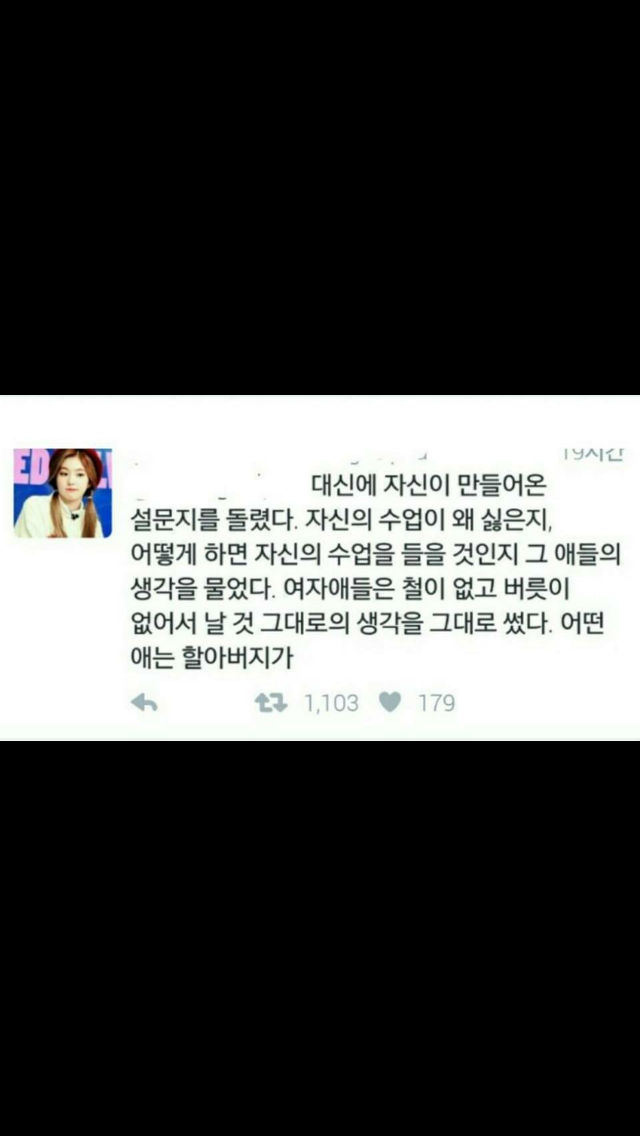 19시간
대신에 자신이 만들어온
설문지를 돌렸다. 자신의 수업이 왜 싫은지,
어떻게 하면 자신의 수업을 들을 것인지 그 애들의
생각을 물었다. 여자애들은 철이 없고 버릇이
없어서 날 것 그대로의 생각을 그대로 썼다. 어떤
애는 할아버지가
1,103 179